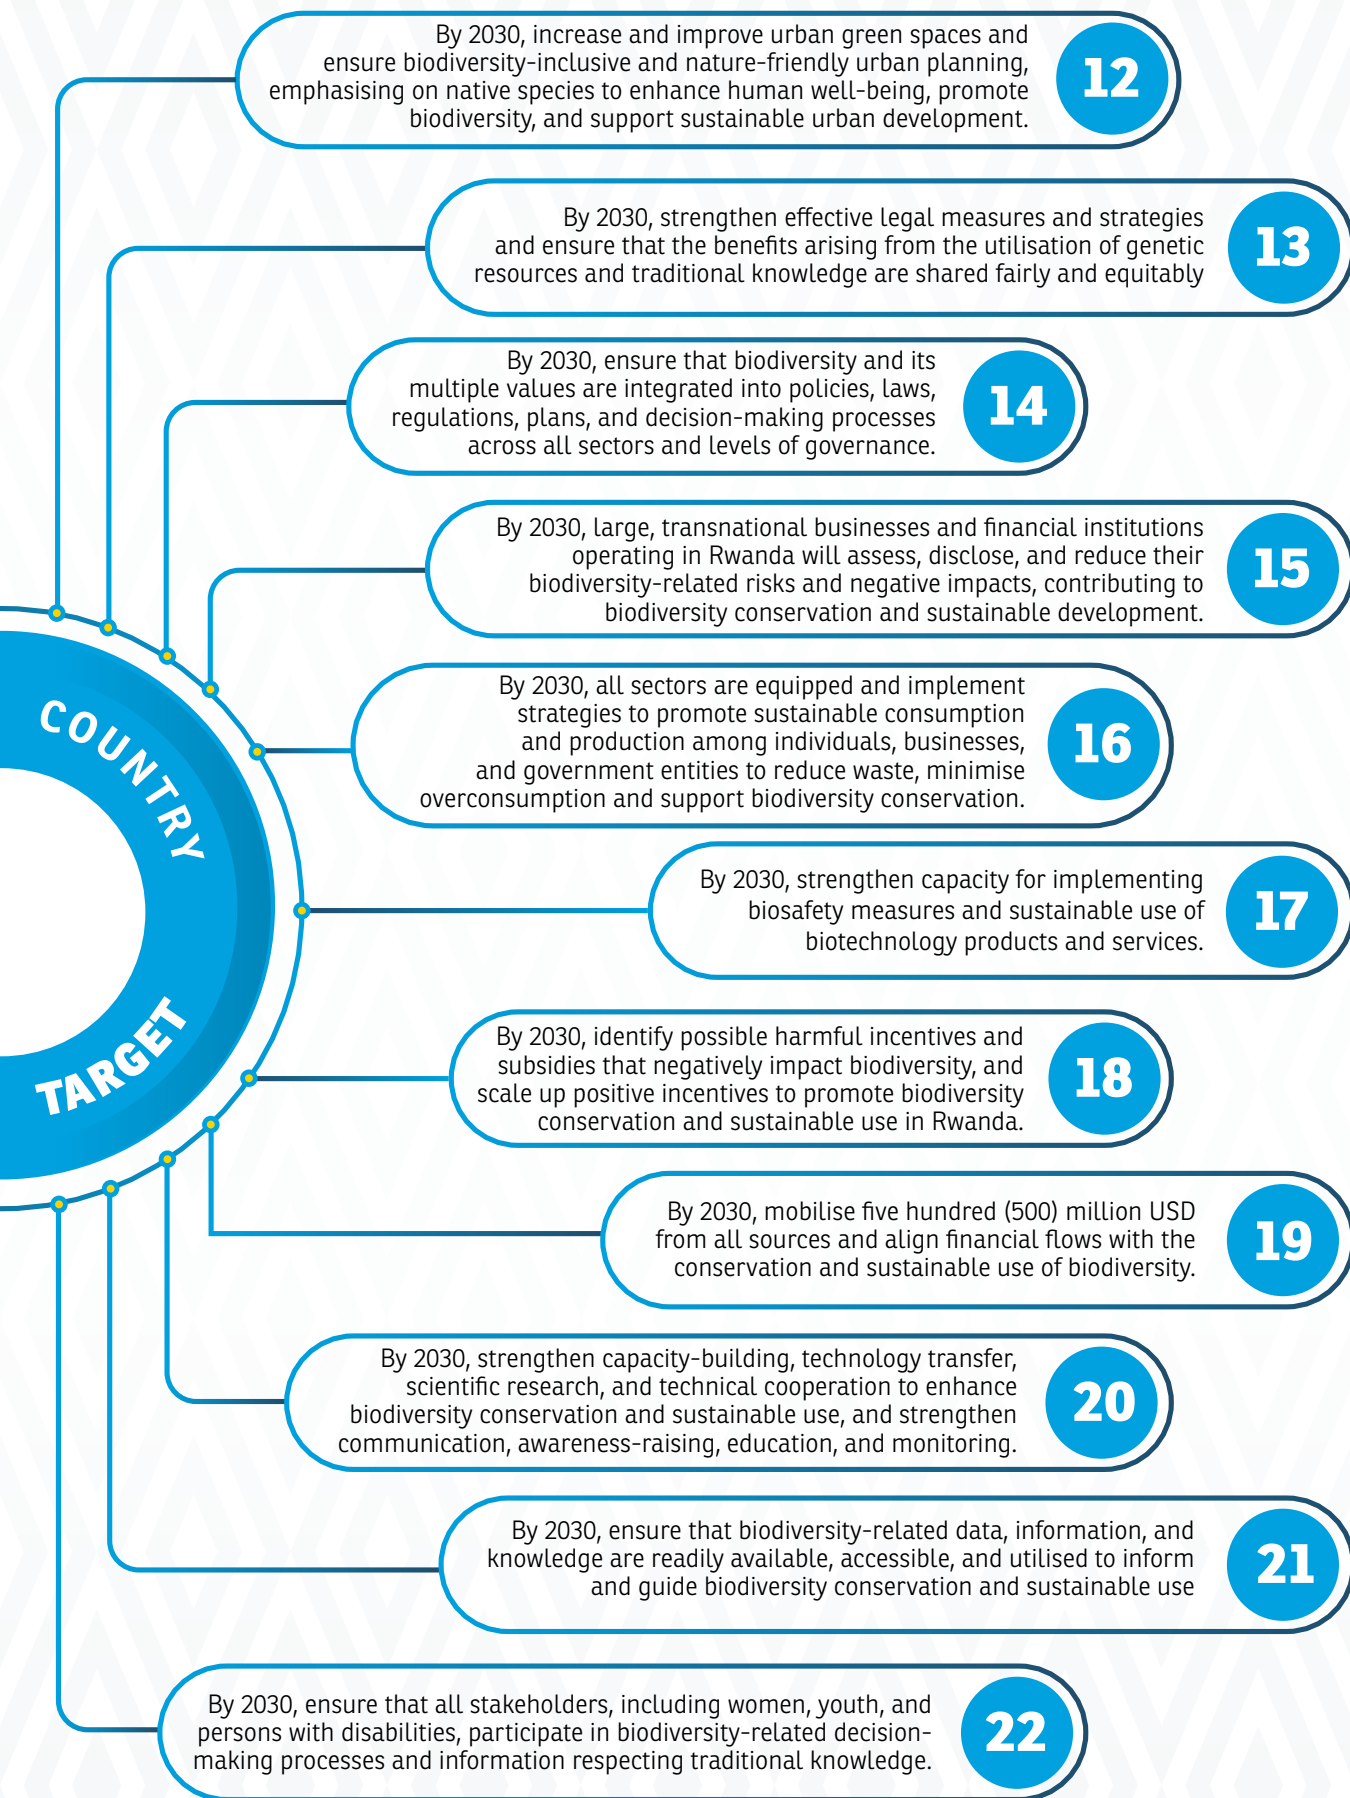 By 2030, increase and improve urban green spaces and
ensure biodiversity-inclusive and nature-friendly urban planning,
emphasising on native species to enhance human well-being, promote
biodiversity, and support sustainable urban development.
12
By 2030, strengthen effective legal measures and strategies
and ensure that the benefits arising from the utilisation of genetic
resources and traditional knowledge are shared fairly and equitably
13
By 2030, ensure that biodiversity and its
multiple values are integrated into policies, laws,
regulations, plans, and decision-making processes
across all sectors and levels of governance.
14
By 2030, large, transnational businesses and financial institutions
operating in Rwanda will assess, disclose, and reduce their
biodiversity-related risks and negative impacts, contributing to
biodiversity conservation and sustainable development.
15
By 2030, all sectors are equipped and implement
strategies to promote sustainable consumption
and production among individuals, businesses,
and government entities to reduce waste, minimise
overconsumption and support biodiversity conservation.
16
COUNTRY
TARGET
By 2030, strengthen capacity for implementing
biosafety measures and sustainable use of
biotechnology products and services.
17
By 2030, identify possible harmful incentives and
subsidies that negatively impact biodiversity, and
scale up positive incentives to promote biodiversity
conservation and sustainable use in Rwanda.
18
By 2030, mobilise five hundred (500) million USD
from all sources and align financial flows with the
conservation and sustainable use of biodiversity.
19
By 2030, strengthen capacity-building, technology transfer,
scientific research, and technical cooperation to enhance
biodiversity conservation and sustainable use, and strengthen
communication, awareness-raising, education, and monitoring.
20
By 2030, ensure that biodiversity-related data, information, and
knowledge are readily available, accessible, and utilised to inform
and guide biodiversity conservation and sustainable use
21
By 2030, ensure that all stakeholders, including women, youth, and
persons with disabilities, participate in biodiversity-related decision-
making processes and information respecting traditional knowledge.
22